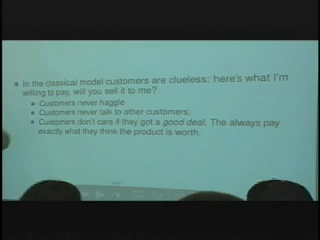 In the classical model customers are clueless: here's what I'm
willing to pay, will you sell it to me?
Customers never haggle
Customers never talk to other customers.
Customers don't care if they got a good deal. The always pay
exactly what they think the product is worth.